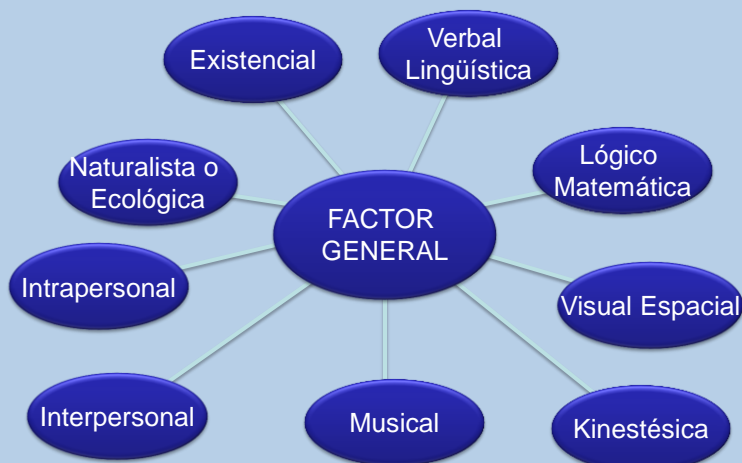 Existencial
Verbal
Lingüística
Naturalista o
Ecológica
Lógico
Matemática
FACTOR
GENERAL
Intrapersonal
Visual Espacial
Interpersonal
Musical
Kinestésica